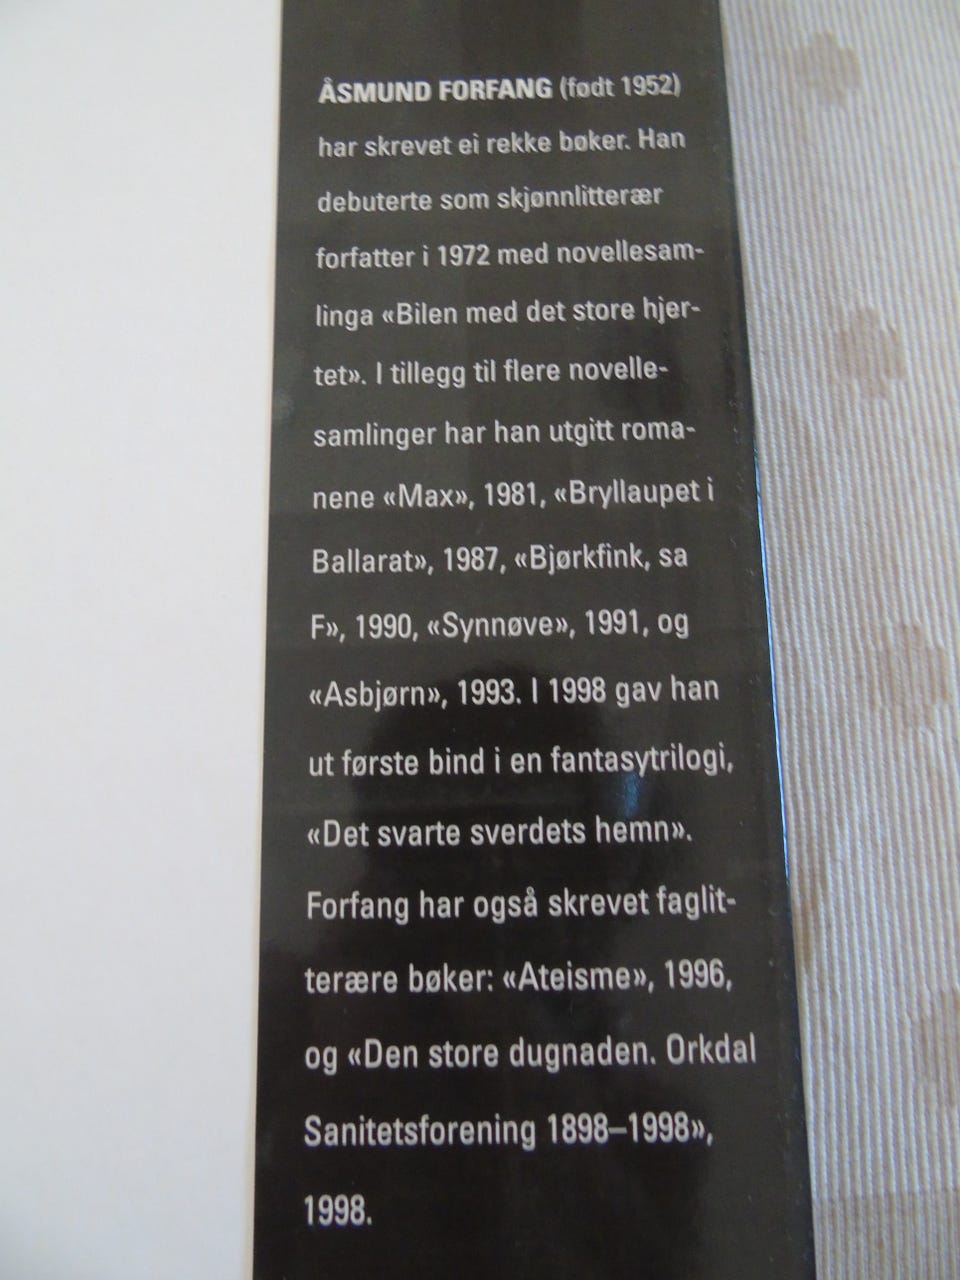 ÅSMUND FORFANG (født 1952)
har skrevet ei rekke bøker. Han
debuterte som skjønnlitterær
forfatter i 1972 med novellesam-
linga «Bilen med det store hjer-
tet». I tillegg til flere novelle-
samlinger har han utgitt roma-
nene «Max», 1981, «Bryllaupet i
Ballarat», 1987, «Bjørkfink, sa
F», 1990, «Synnøve», 1991, og
«Asbjørn», 1993. I 1998 gav han
ut første bind i en fantasytrilogi,
«Det svarte sverdets hemn».
Forfang har også skrevet faglit-
terære bøker: «Ateisme», 1996,
og «Den store dugnaden. Orkdal
Sanitetsforening 1898–1998»,
1998.